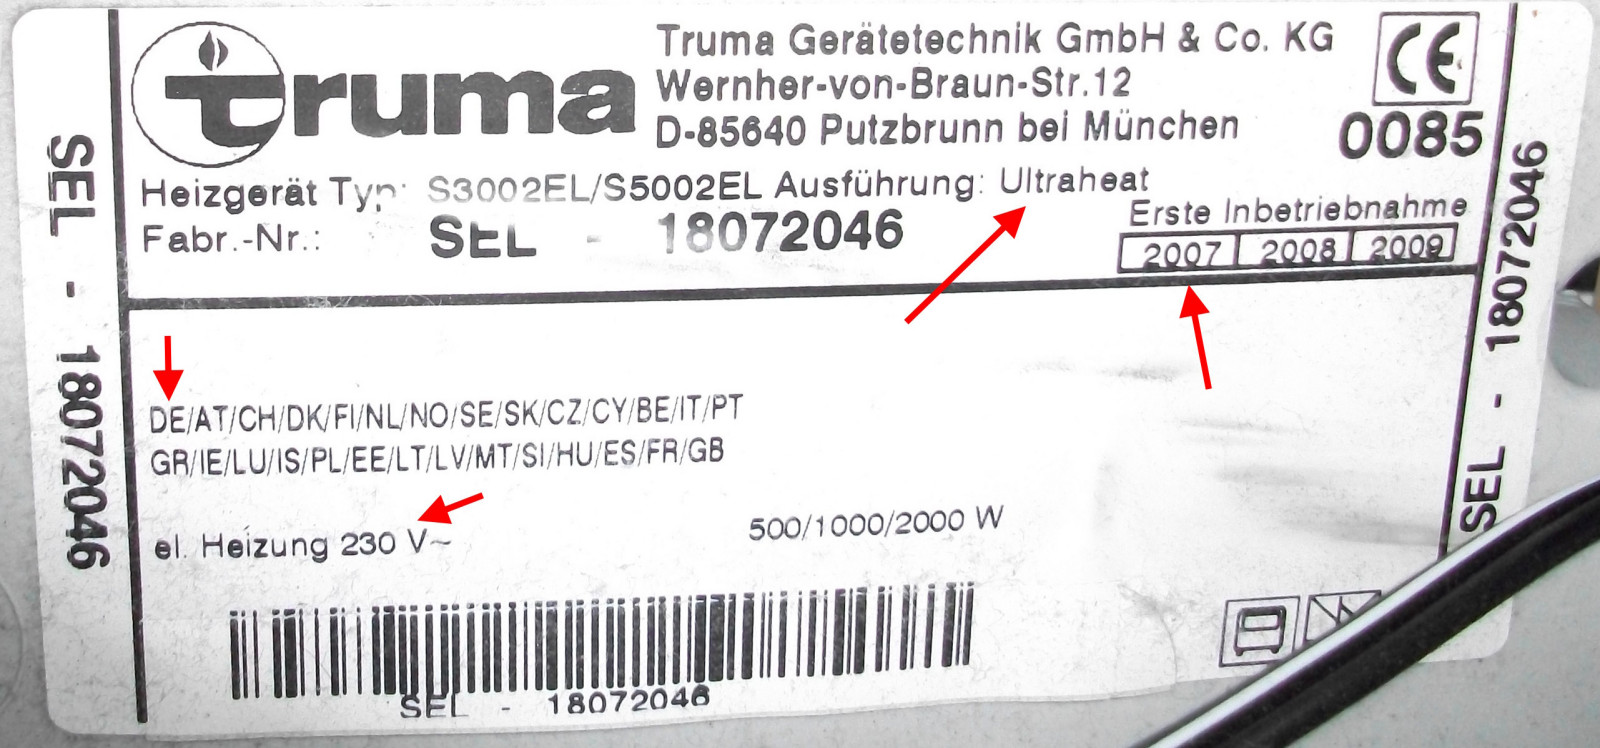 truma
Truma Gerätetechnik GmbH & Co. KG
Wernher-von-Braun-Str.12
D-85640 Putzbrunn bei München
CE
0085
Heizgerät Typ: S3002EL/S5002EL Ausführung: Ultraheat
Fabr.-Nr.: SEL - 18072046
Erste Inbetriebnahme
2007 2008 2009
DE/AT/CH/DK/FI/NL/NO/SE/SK/CZ/CY/BE/IT/PT
GR/IE/LU/IS/PL/EE/LT/LV/MT/SI/HU/ES/FR/GB
el. Heizung 230 V~ 500/1000/2000 W
SEL - 18072046
SEL - 18072046
SEL - 18072046